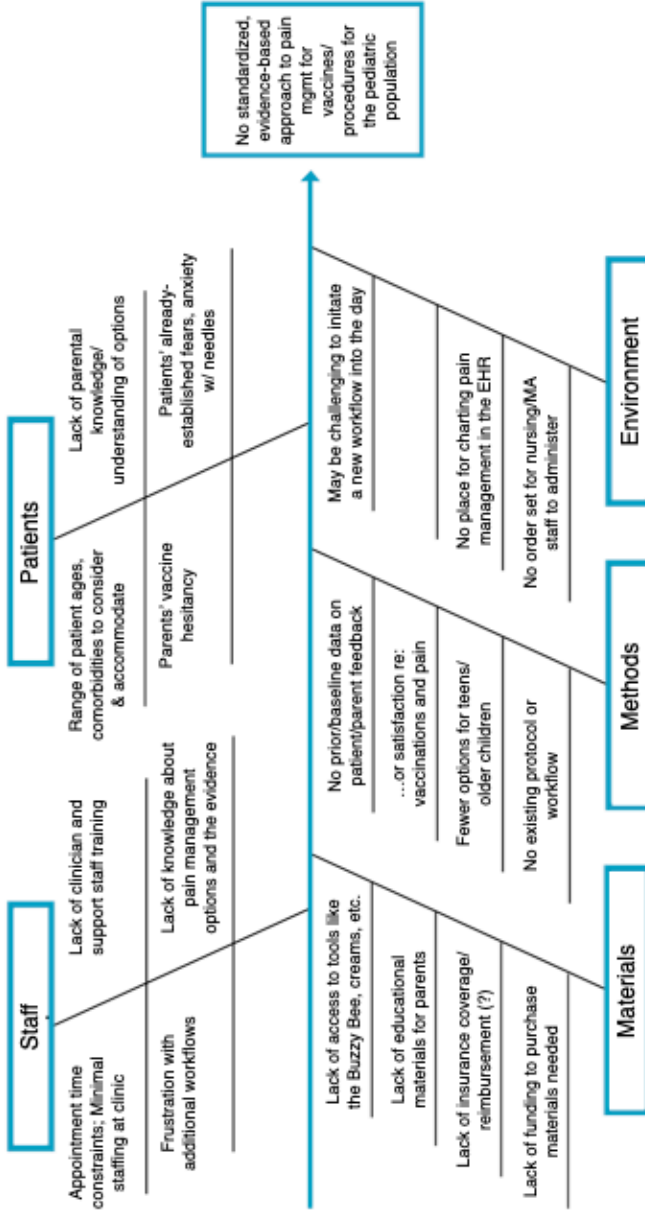 Staff
Appointment time
constraints; Minimal
staffing at clinic
Lack of clinician and
support staff training
Frustration with
additional workflows
Lack of knowledge about
pain management
options and the evidence
Patients
Range of patient ages,
comorbidities to consider
& accommodate
Lack of parental
knowledge/
understanding of options
Parents' vaccine
hesitancy
Patients' already-
established fears, anxiety
w/ needles
No standardized,
evidence-based
approach to pain
mgmt for
vaccines/
procedures for
the pediatric
population
Lack of access to tools like
the Buzzy Bee, creams, etc.
Lack of educational
materials for parents
Lack of insurance coverage/
reimbursement (?)
Lack of funding to purchase
materials needed
Materials
No prior/baseline data on
patient/parent feedback
...or satisfaction re:
vaccinations and pain
Fewer options for teens/
older children
No existing protocol or
workflow
Methods
May be challenging to initate
a new workflow into the day
No place for charting pain
management in the EHR
No order set for nursing/MA
staff to administer
Environment